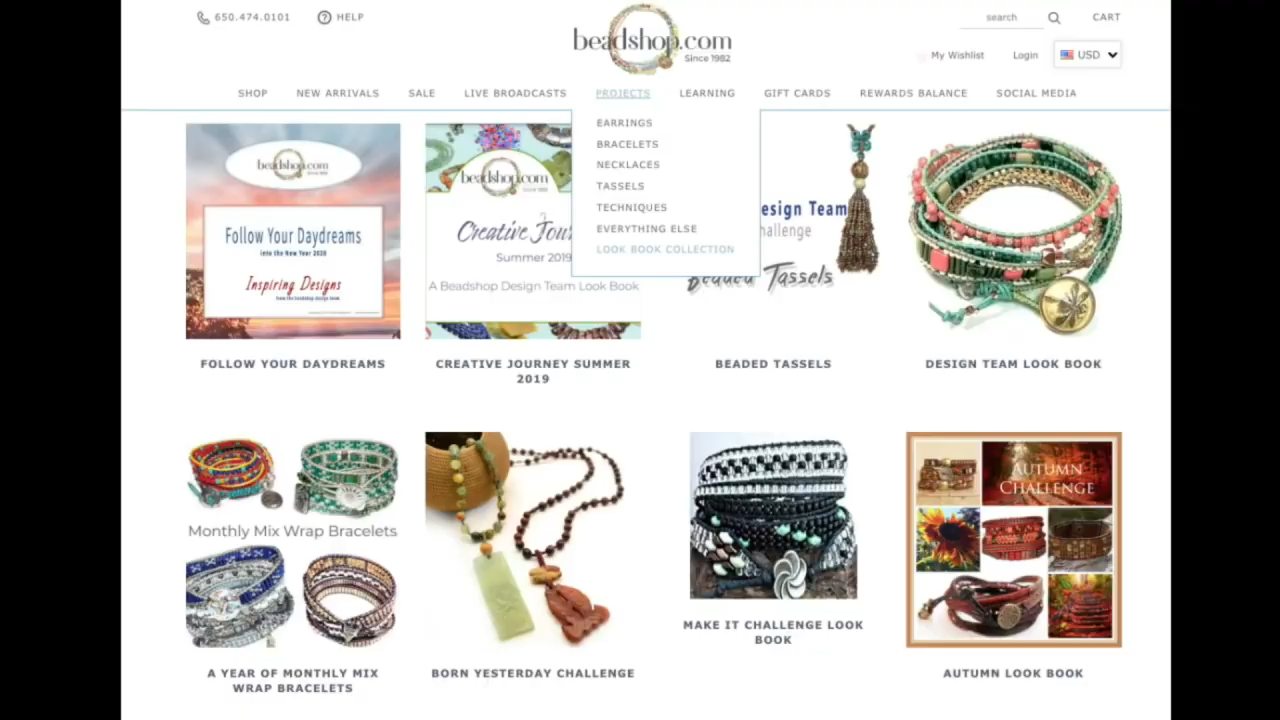 650.474.0101
HELP
beadshop.com
Since 1982
search
CART
My Wishlist
Login
USD
SHOP
NEW ARRIVALS
SALE
LIVE BROADCASTS
PROJECTS
LEARNING
GIFT CARDS
REWARDS BALANCE
SOCIAL MEDIA
EARRINGS
BRACELETS
NECKLACES
TASSELS
TECHNIQUES
EVERYTHING ELSE
LOOK BOOK COLLECTION
beadshop.com
Follow Your Daydreams
into the New Year 2020
Inspiring Designs
from the beadshop design team
FOLLOW YOUR DAYDREAMS
beadshop.com
Creative Jour
Summer 2019
A Beadshop Design Team Look Book
CREATIVE JOURNEY SUMMER
2019
esign Team
hallenge
Beaded Tassels
BEADED TASSELS
DESIGN TEAM LOOK BOOK
Monthly Mix Wrap Bracelets
A YEAR OF MONTHLY MIX
WRAP BRACELETS
BORN YESTERDAY CHALLENGE
MAKE IT CHALLENGE LOOK
BOOK
AUTUMN
CHALLENGE
AUTUMN LOOK BOOK